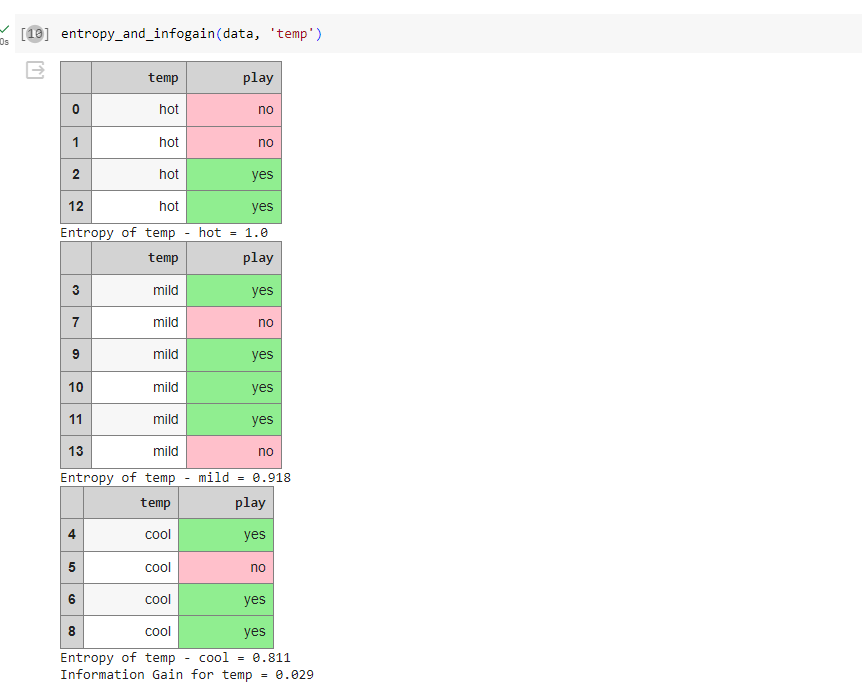 [10] entropy_and_infogain(data, 'temp')
0s
temp play
0 hot no
1 hot no
2 hot yes
12 hot yes
Entropy of temp - hot = 1.0
temp play
3 mild yes
7 mild no
9 mild yes
10 mild yes
11 mild yes
13 mild no
Entropy of temp - mild = 0.918
temp play
4 cool yes
5 cool no
6 cool yes
8 cool yes
Entropy of temp - cool = 0.811
Information Gain for temp = 0.029